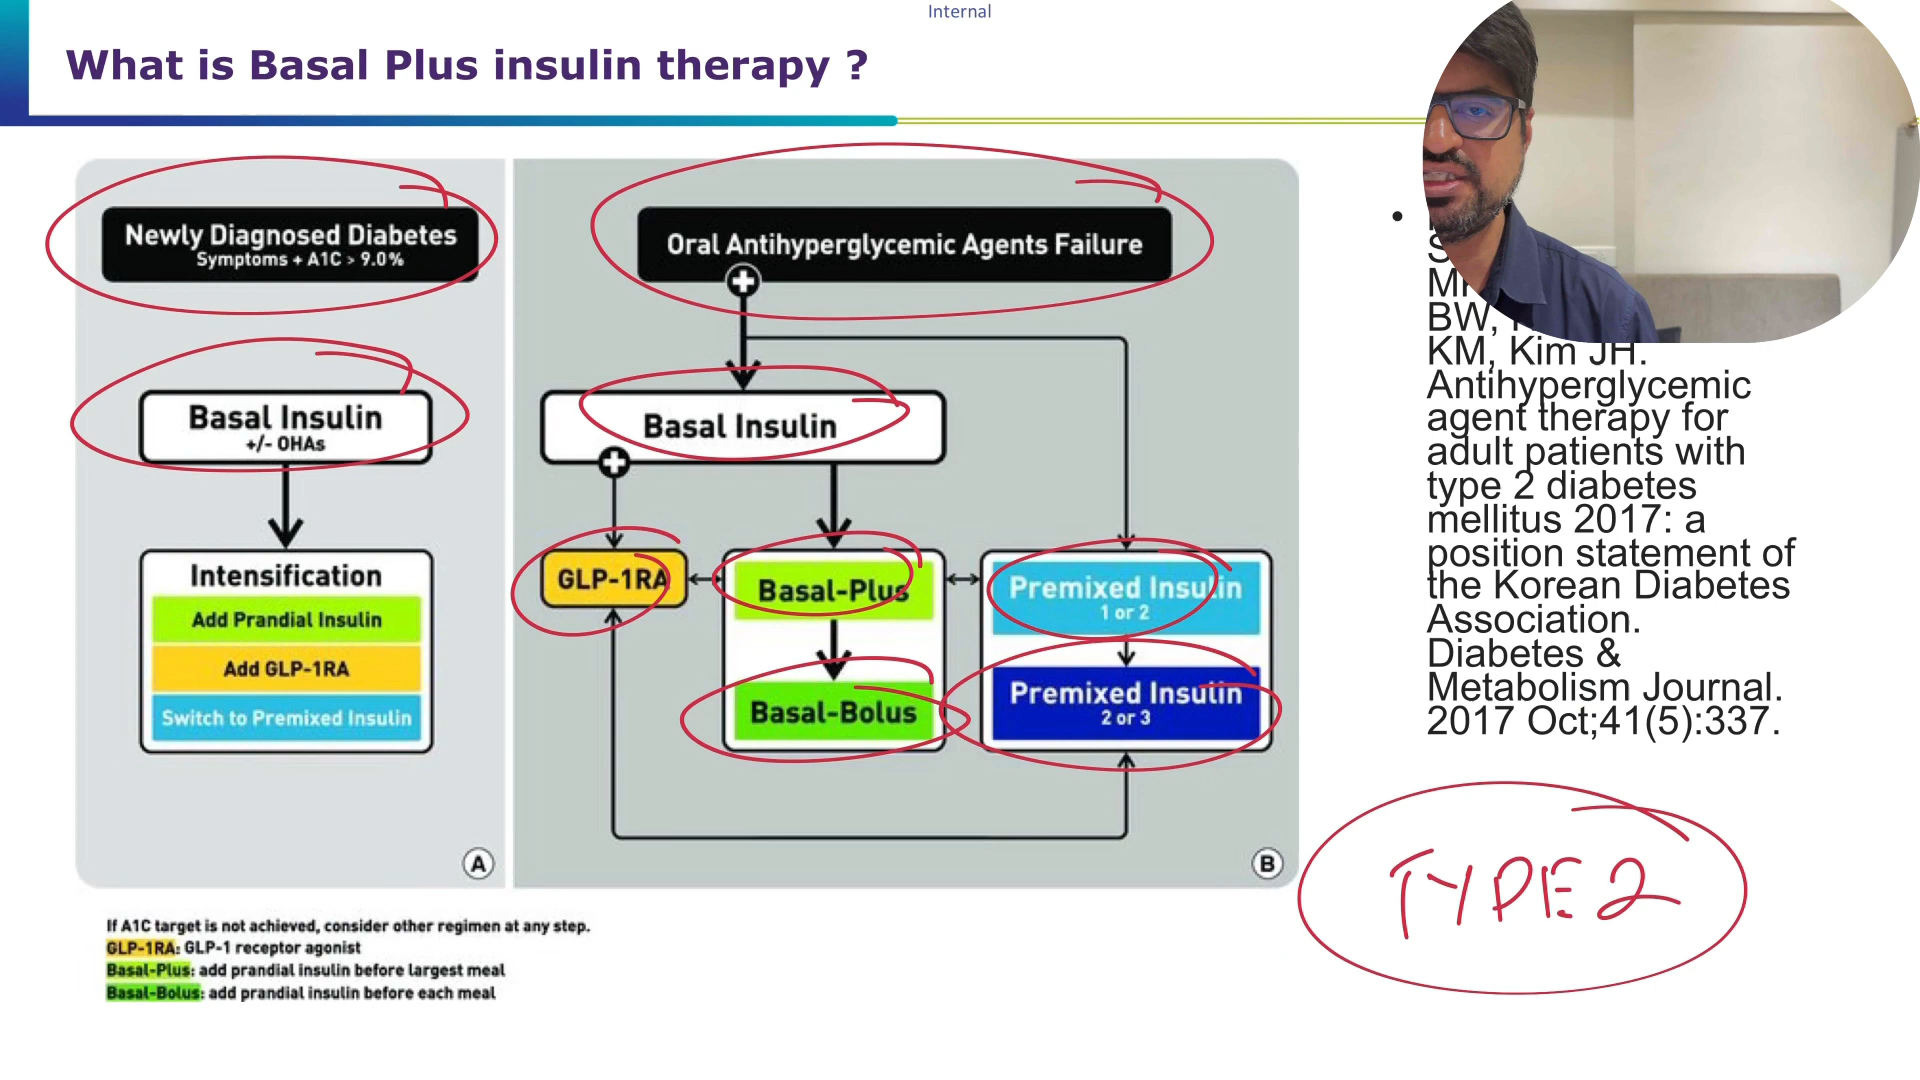 Internal
What is Basal Plus insulin therapy ?
Newly Diagnosed Diabetes
Symptoms + A1C > 9.0%
Basal Insulin
+/- OHAs
Intensification
Add Prandial Insulin
Add GLP-1RA
Switch to Premixed Insulin
A
Oral Antihyperglycemic Agents Failure
Basal Insulin
GLP-1RA
Basal-Plus
Basal-Bolus
Premixed Insulin
1 or 2
Premixed Insulin
2 or 3
B
If A1C target is not achieved, consider other regimen at any step.
GLP-1RA: GLP-1 receptor agonist
Basal-Plus: add prandial insulin before largest meal
Basal-Bolus: add prandial insulin before each meal
BW,
KM, Kim JH.
Antihyperglycemic
agent therapy for
adult patients with
type 2 diabetes
mellitus 2017: a
position statement of
the Korean Diabetes
Association.
Diabetes &
Metabolism Journal.
2017 Oct;41(5):337.
TYPE 2